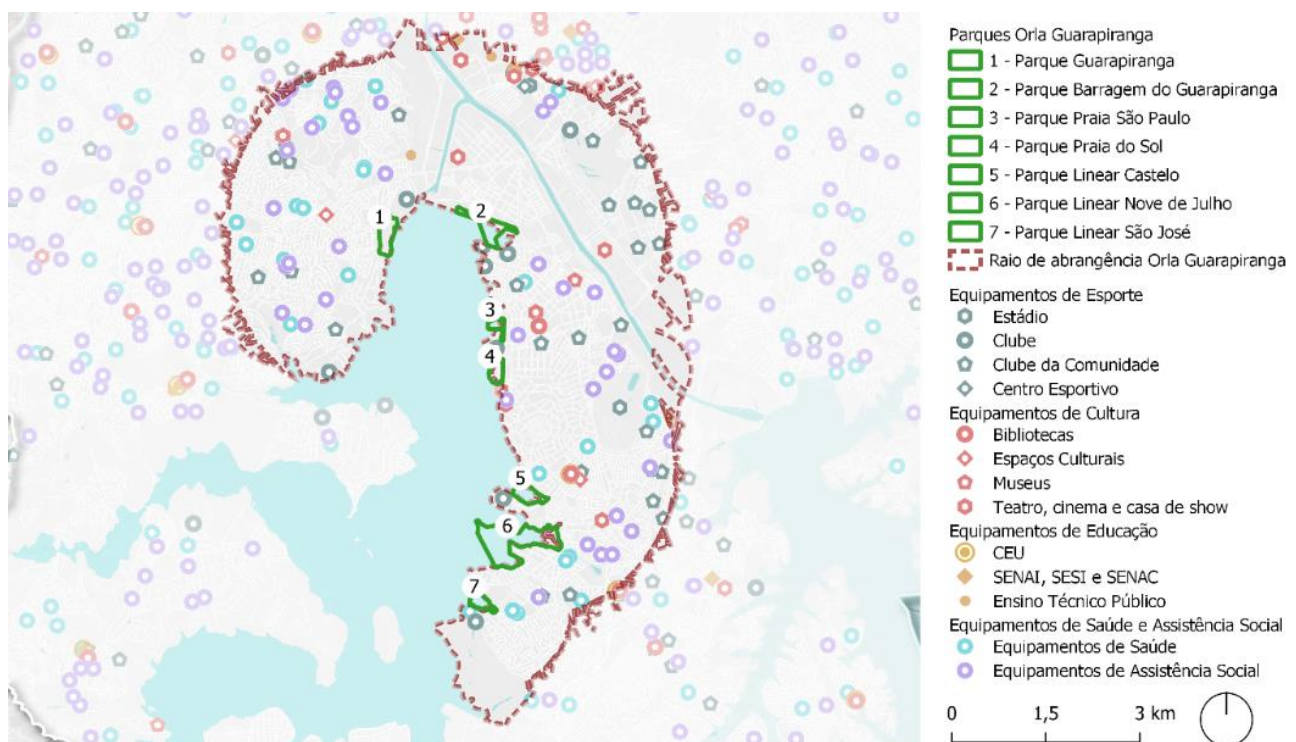 1
2
3
4
5
6
7
Parques Orla Guarapiranga
1 - Parque Guarapiranga
2 - Parque Barragem do Guarapiranga
3 - Parque Praia São Paulo
4 - Parque Praia do Sol
5 - Parque Linear Castelo
6 - Parque Linear Nove de Julho
7 - Parque Linear São José
Raio de abrangência Orla Guarapiranga
Equipamentos de Esporte
Estádio
Clube
Clube da Comunidade
Centro Esportivo
Equipamentos de Cultura
Bibliotecas
Espaços Culturais
Museus
Teatro, cinema e casa de show
Equipamentos de Educação
CEU
SENAI, SESI e SENAC
Ensino Técnico Público
Equipamentos de Saúde e Assistência Social
Equipamentos de Saúde
Equipamentos de Assistência Social
0 1,5 3 km